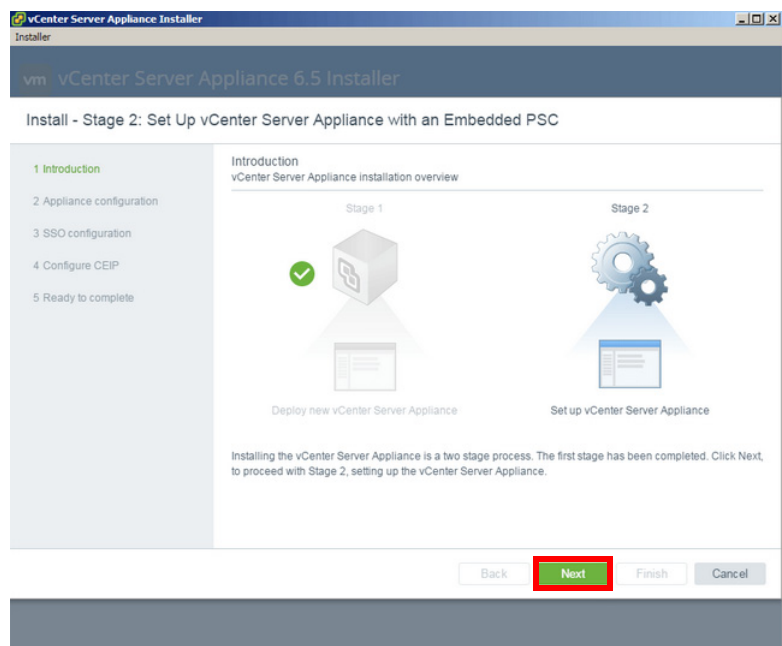 vCenter Server Appliance Installer
Installer
vm vCenter Server Appliance 6.5 Installer
Install - Stage 2: Set Up vCenter Server Appliance with an Embedded PSC
1 Introduction
2 Appliance configuration
3 SSO configuration
4 Configure CEIP
5 Ready to complete
Introduction
vCenter Server Appliance installation overview
Stage 1
Stage 2
Deploy new vCenter Server Appliance
Set up vCenter Server Appliance
Installing the vCenter Server Appliance is a two stage process. The first stage has been completed. Click Next,
to proceed with Stage 2, setting up the vCenter Server Appliance.
Back
Next
Finish
Cancel